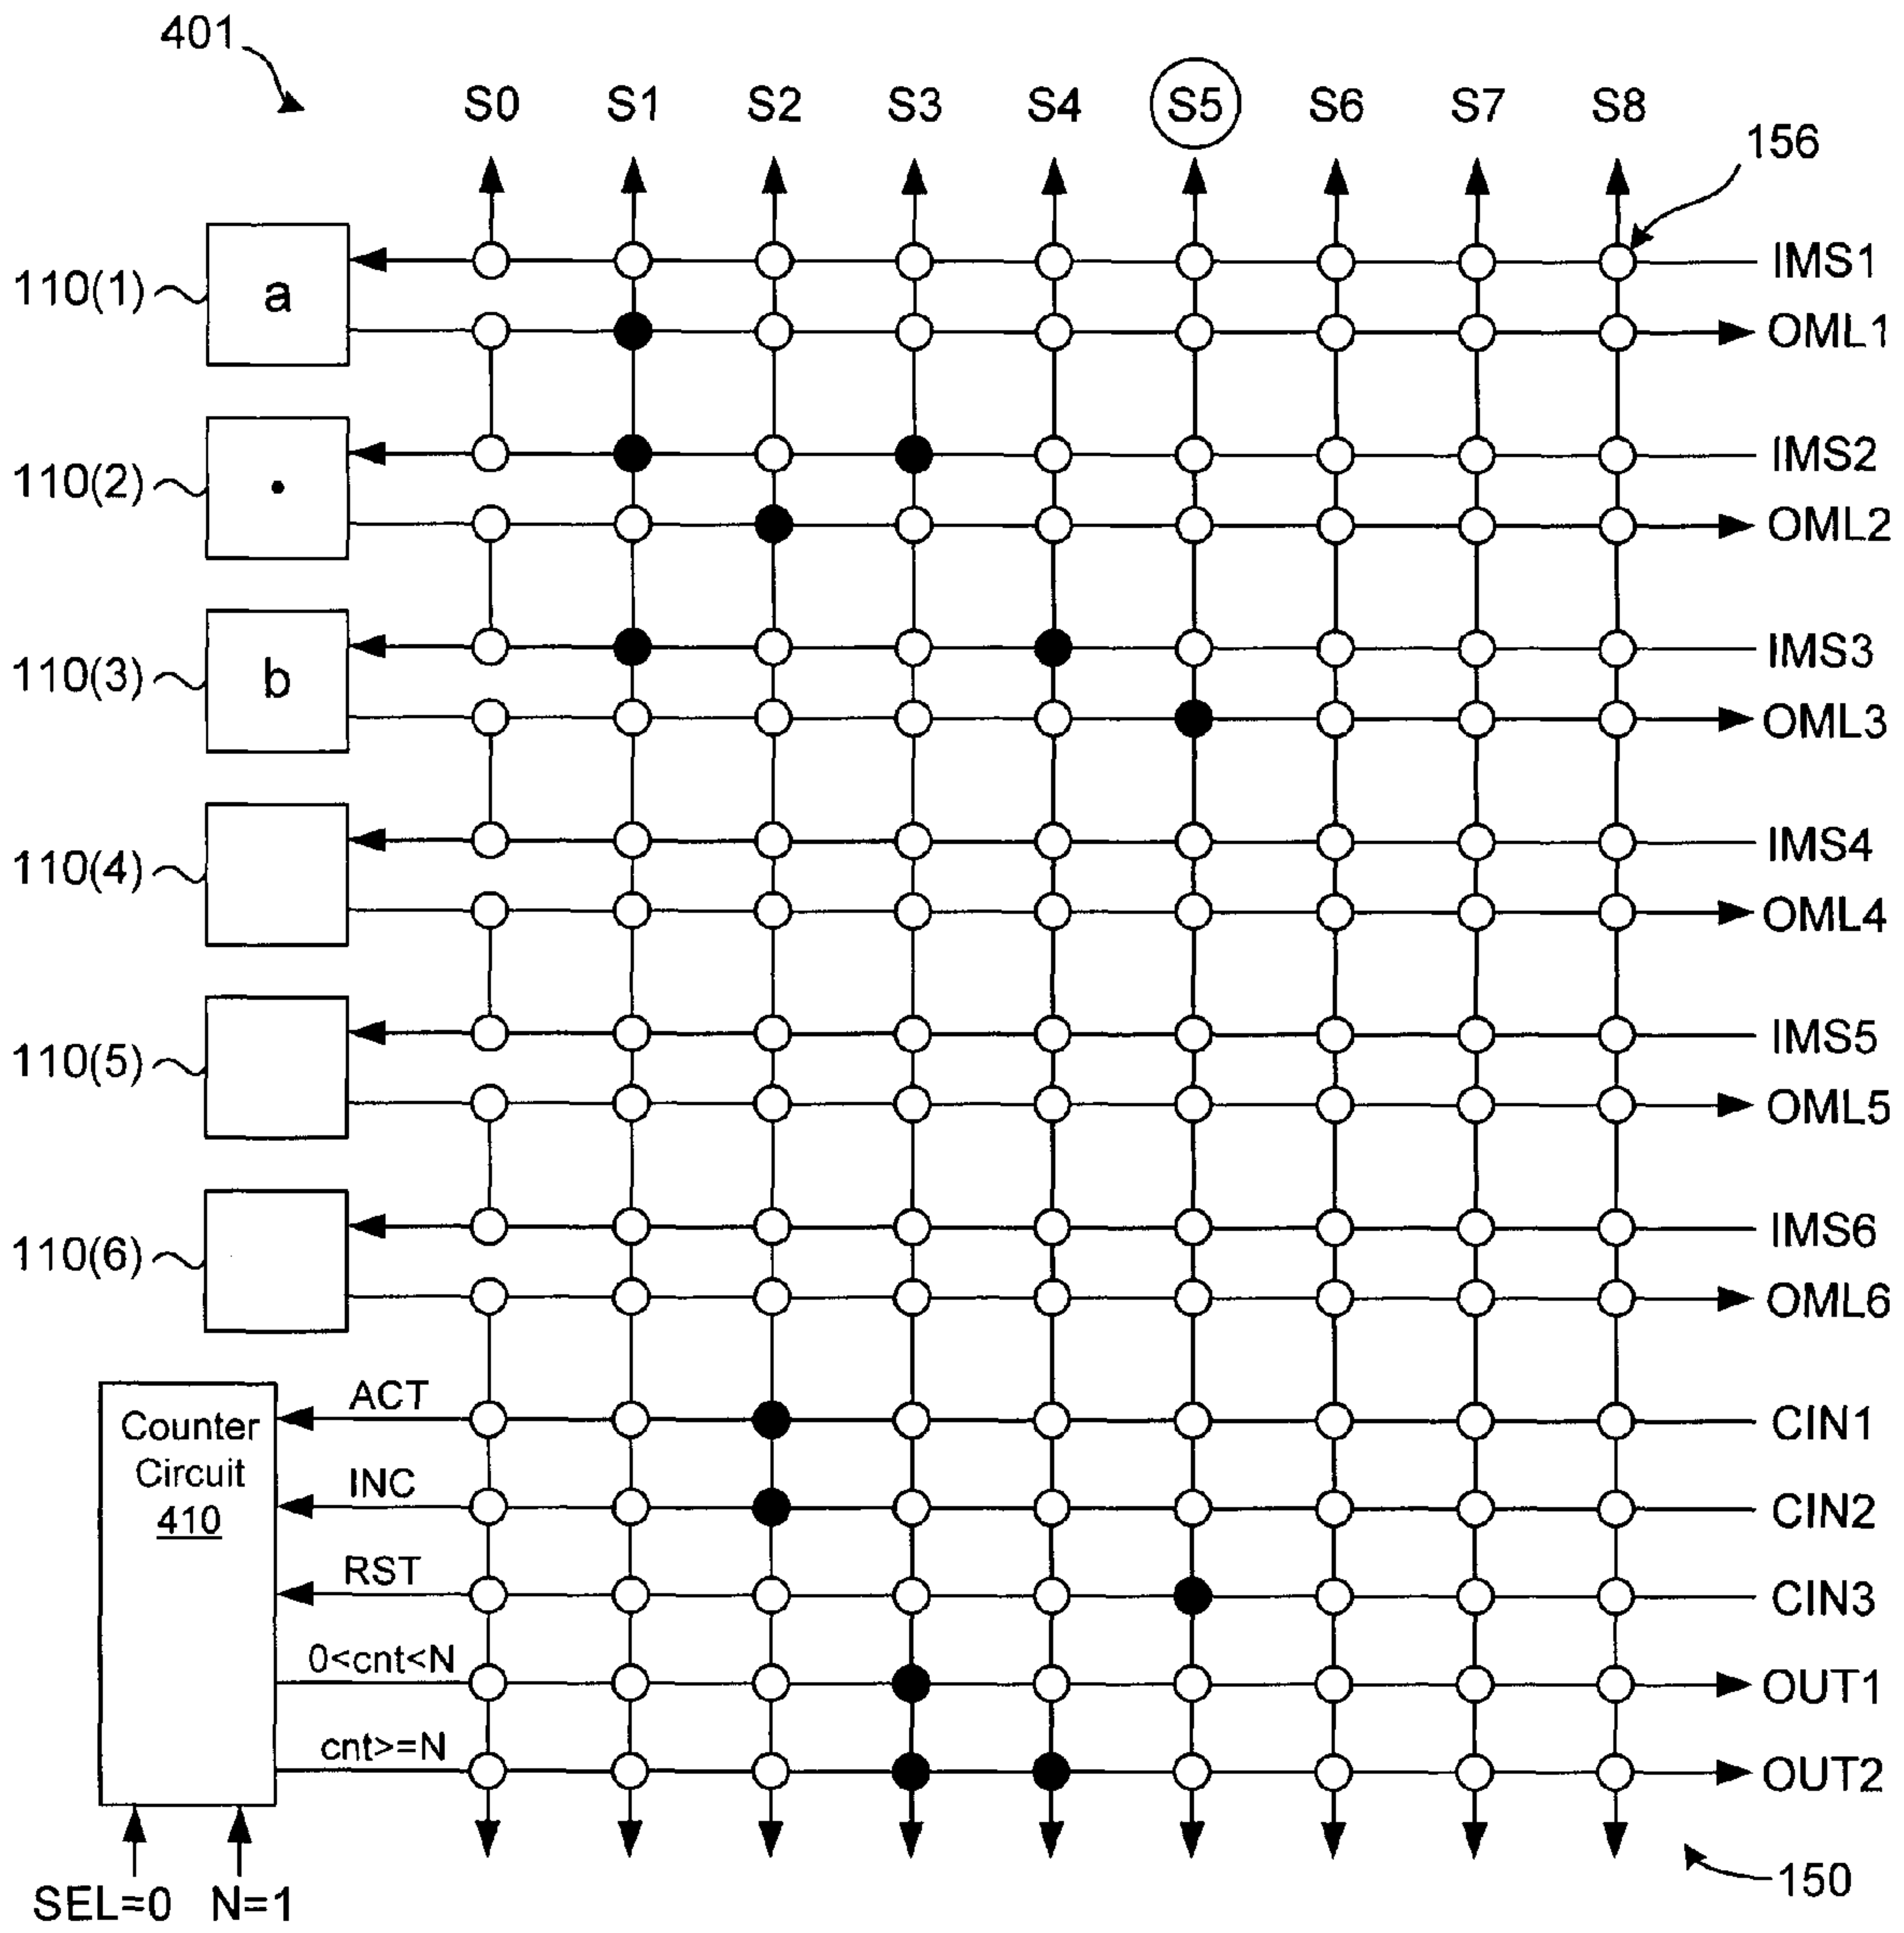 401
S0 S1 S2 S3 S4 S5 S6 S7 S8
156
110(1) a IMS1
OML1
110(2) • IMS2
OML2
110(3) b IMS3
OML3
110(4) IMS4
OML4
110(5) IMS5
OML5
110(6) IMS6
OML6
Counter
Circuit
410
ACT CIN1
INC CIN2
RST CIN3
0<cnt<N OUT1
cnt>=N OUT2
SEL=0 N=1
150